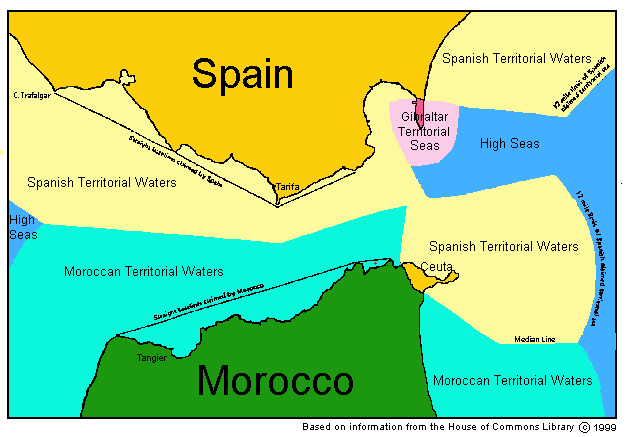 Spain
Spanish Territorial Waters
12 mile limit of Spanish
claimed territorial sea
C.Trafalgar
Gibraltar
Territorial
Seas
High Seas
Straight baselines claimed by Spain
Spanish Territorial Waters
Tarifa
12 mile limit of Spanish claimed territorial sea
High
Seas
Spanish Territorial Waters
Ceuta
Moroccan Territorial Waters
Straight baselines claimed by Morocco
Median Line
Tangier
Morocco
Moroccan Territorial Waters
Based on information from the House of Commons Library © 1999